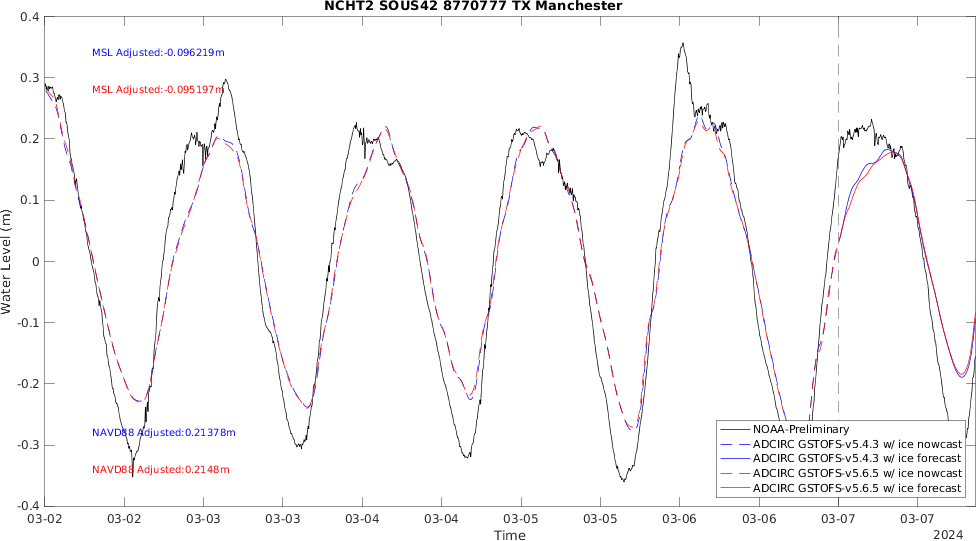 NCHT2 SOUS42 8770777 TX Manchester
0.4
0.3
0.2
0.1
0
-0.1
-0.2
-0.3
-0.4
Water Level (m)
MSL Adjusted:-0.096219m
MSL Adjusted:-0.095197m
NAVD88 Adjusted:0.21378m
NAVD88 Adjusted:0.2148m
NOAA-Preliminary
ADCIRC GSTOFS-v5.4.3 w/ ice nowcast
ADCIRC GSTOFS-v5.4.3 w/ ice forecast
ADCIRC GSTOFS-v5.6.5 w/ ice nowcast
ADCIRC GSTOFS-v5.6.5 w/ ice forecast
03-02 03-02 03-03 03-03 03-04 03-04 03-05 03-05 03-06 03-06 03-07 03-07
Time
2024